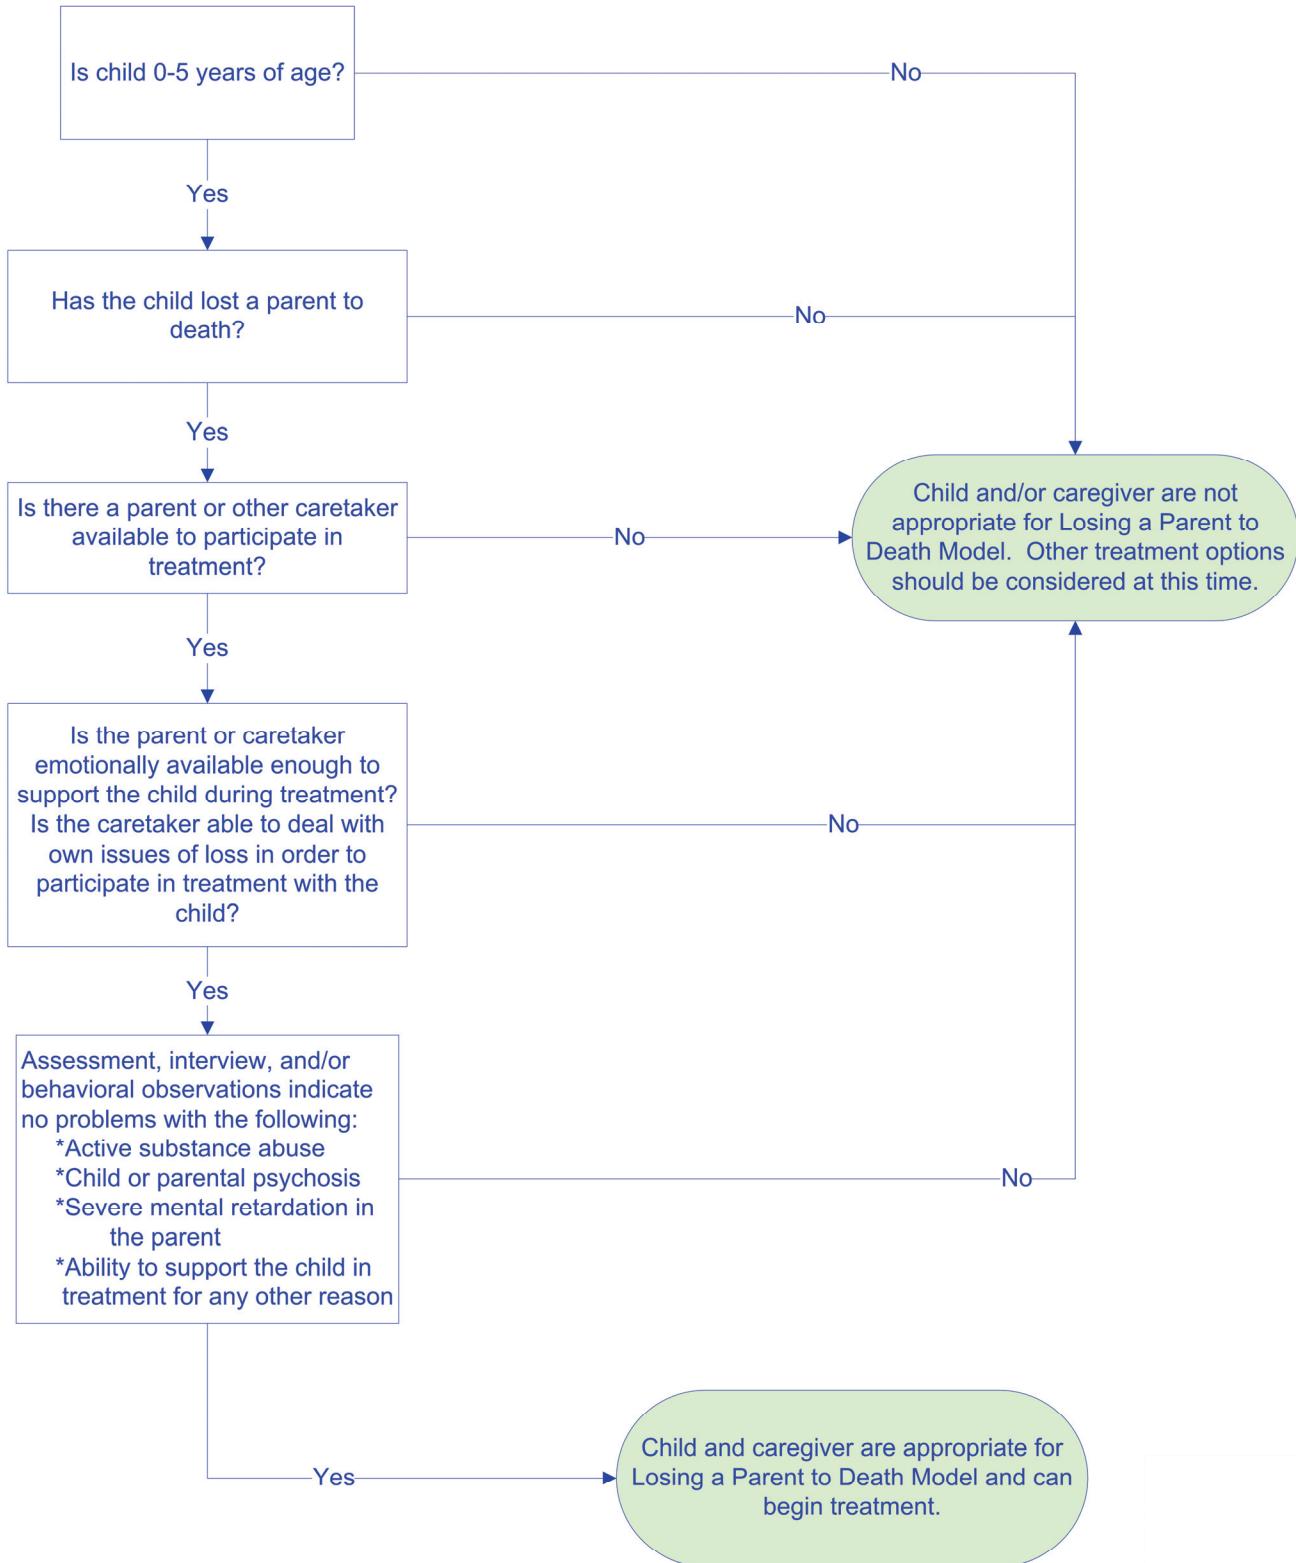 Is child 0-5 years of age?
No
Yes
Has the child lost a parent to
death?
No
Yes
Is there a parent or other caretaker
available to participate in
treatment?
No
Child and/or caregiver are not
appropriate for Losing a Parent to
Death Model.  Other treatment options
should be considered at this time.
Yes
Is the parent or caretaker
emotionally available enough to
support the child during treatment?
Is the caretaker able to deal with
own issues of loss in order to
participate in treatment with the
child?
No
Yes
Assessment, interview, and/or
behavioral observations indicate
no problems with the following:
*Active substance abuse
*Child or parental psychosis
*Severe mental retardation in
the parent
*Ability to support the child in
treatment for any other reason
No
Yes
Child and caregiver are appropriate for
Losing a Parent to Death Model and can
begin treatment.